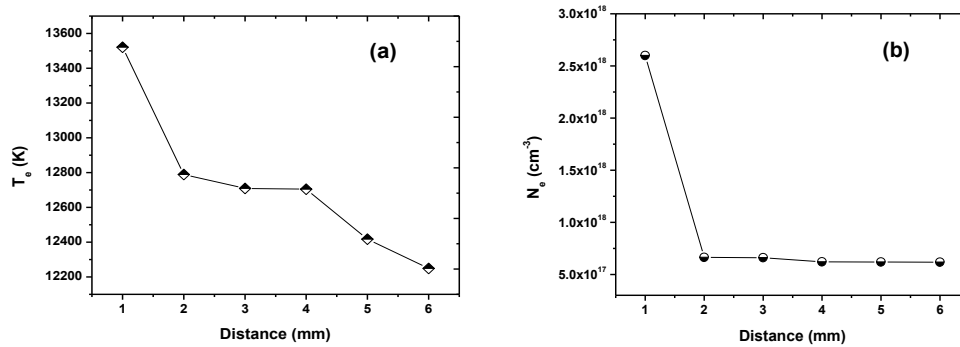 (a)
13600
13400
13200
13000
12800
12600
12400
12200
T_e (K)
1 2 3 4 5 6
Distance (mm)
(b)
3.0x10^18
2.5x10^18
2.0x10^18
1.5x10^18
1.0x10^18
5.0x10^17
N_e (cm^-3)
1 2 3 4 5 6
Distance (mm)